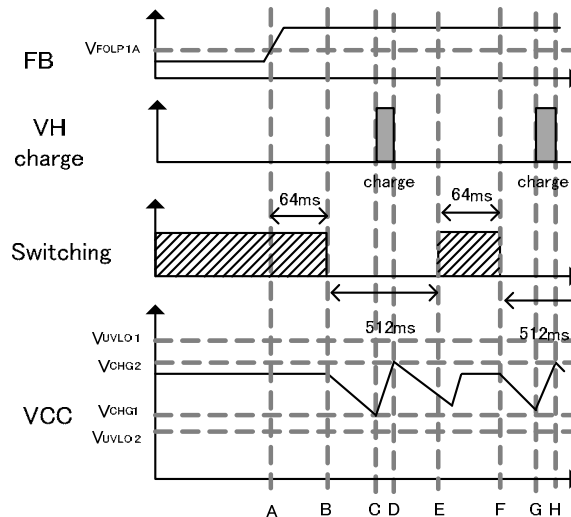 FB
VFOLP1A
VH
charge
charge
charge
64ms
64ms
Switching
512ms
512ms
VUVLO1
VCHG2
VCC
VCHG1
VUVLO2
A B C D E F G H